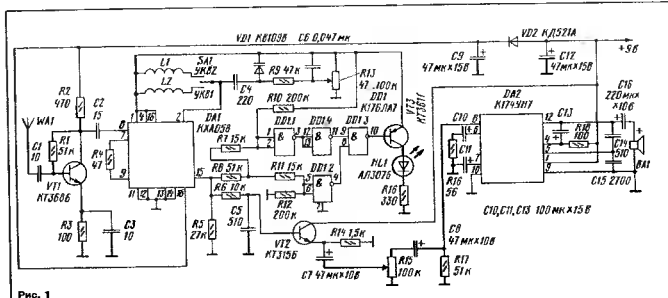 VD1 КВ109В C6 0,047 мк
VD2 КД521А
+9В
L1
SA1
УКВ2
L2
УКВ1
DA1
КХА058
C4
220
R9 47к
R13
47..100к
R10 200к
DD1
К176ЛА7
VT3
КТ361Г
C9
47мк×15В
C12
47мк×15В
DA2
К174УН7
C16
220мк
×10В
WA1
R2
470
C2
15
C1
10
R1
51к
VT1
КТ368Б
R4
47
R3
100
C3
10
R7 15к
R8 51к
R6 10к
R11 15к
R12
200к
R5
27к
C5
510
DD1.1
DD1.4
DD1.3
DD1.2
&
&
&
&
HL1
АЛ307Б
R16
330
VT2
КТ315Б
R14 1,5к
C7 47мк×10В
R15
100к
C8
47мк×10В
R17
51к
C10
C11
R16
56
C13
R18
100
C14
510
C15 2700
BA1
C10,C11,C13 100мк×15В
Рис. 1